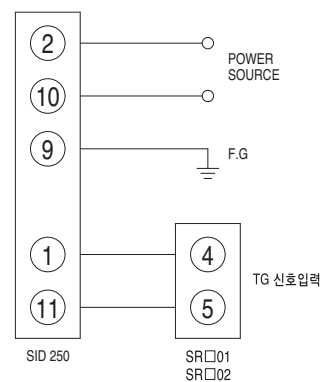 2
POWER
SOURCE
10
9
F.G
1
4
TG 신호입력
11
5
SID 250
SR□01
SR□02